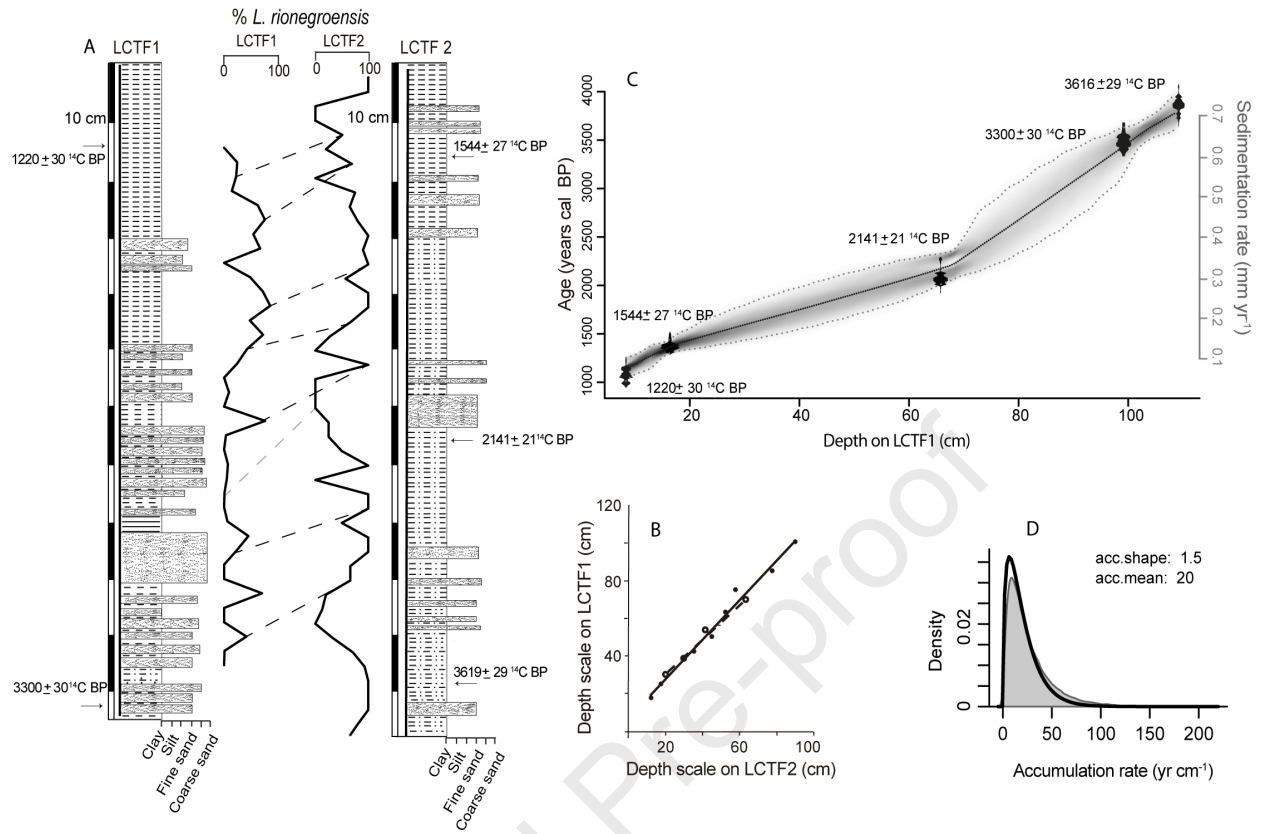 % L. rionegroensis
A LCTF1
LCTF1
LCTF2
LCTF 2
0 100
0 100
10 cm
10 cm
1220 ± 30 ¹⁴C BP
1544± 27 ¹⁴C BP
2141± 21¹⁴C BP
3619± 29 ¹⁴C BP
3300± 30¹⁴C BP
Clay
Silt
Fine sand
Coarse sand
Clay
Silt
Fine sand
Coarse sand
C
Age (years cal BP)
4000
3500
3000
2500
2000
1500
1000
3616 ±29 ¹⁴C BP
3300± 30 ¹⁴C BP
2141±21 ¹⁴C BP
1544± 27 ¹⁴C BP
1220± 30 ¹⁴C BP
0.7
0.6
0.5
0.4
0.3
0.2
0.1
Sedimentation rate (mm yr⁻¹)
20 40 60 80 100
Depth on LCTF1 (cm)
B
Depth scale on LCTF1 (cm)
120
80
40
20 60 100
Depth scale on LCTF2 (cm)
D
acc.shape: 1.5
acc.mean: 20
Density
0.02
0
0 50 100 150 200
Accumulation rate (yr cm⁻¹)
Pre-proof